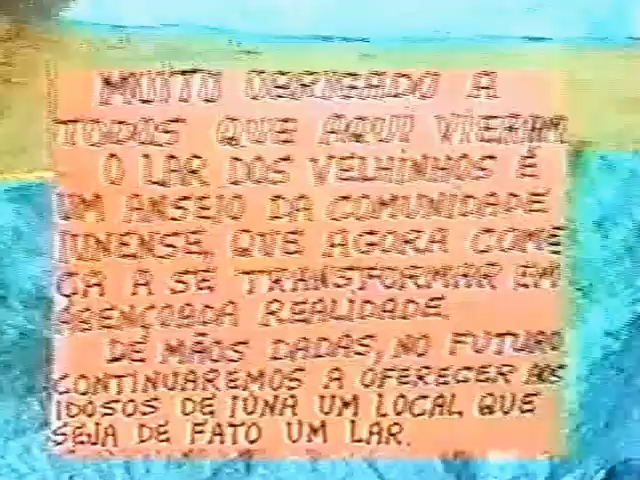 MUITO OBRIGADO A
TODOS QUE AQUI VIERAM.
O LAR DOS VELHINHOS É
UM ANSEIO DA COMUNIDADE
IUNENSE, QUE AGORA COME
ÇA A SE TRANSFORMAR EM
ABENÇOADA REALIDADE
DE MÃOS DADAS, NO FUTURO
CONTINUAREMOS A OFERECER AOS
IDOSOS DE IÚNA UM LOCAL QUE
SEJA DE FATO UM LAR.